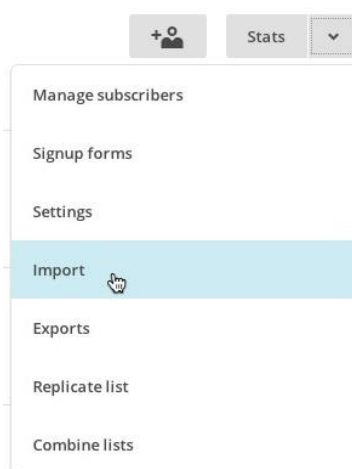 Stats
Manage subscribers
Signup forms
Settings
Import
Exports
Replicate list
Combine lists